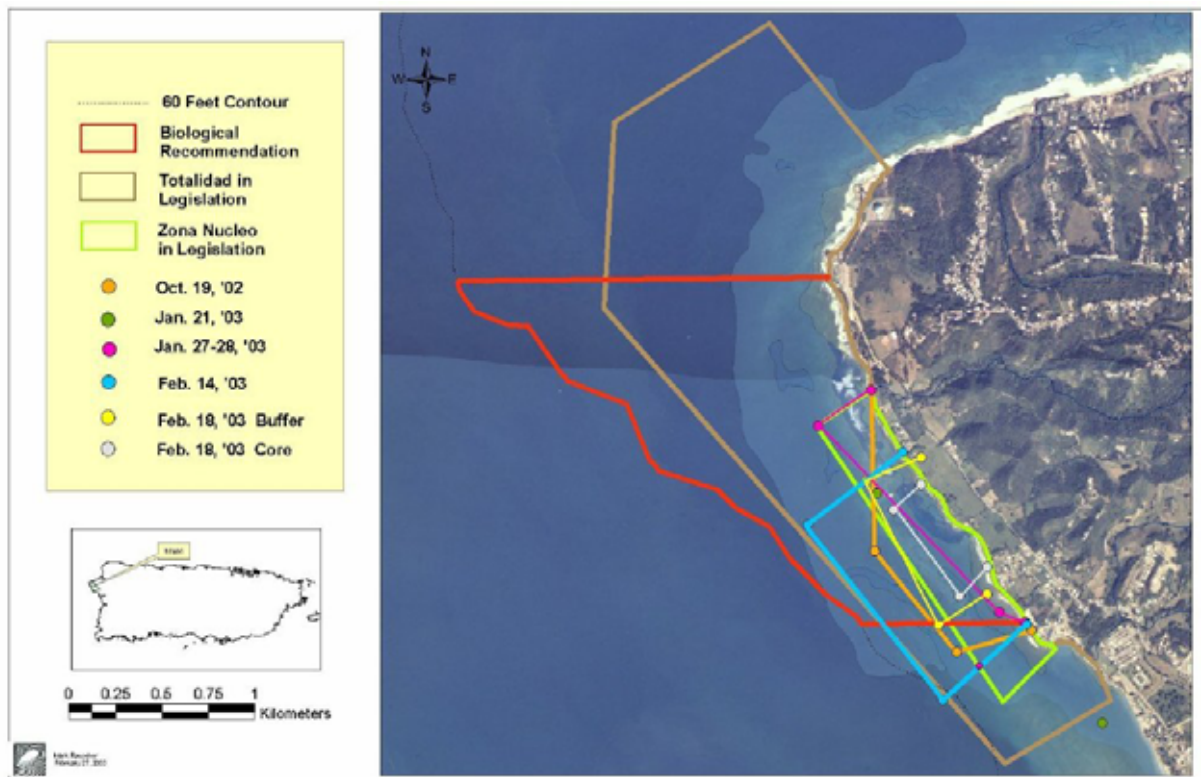 60 Feet Contour
Biological
Recommendation
Totalidad in
Legislation
Zona Nucleo
in Legislation
Oct. 19, '02
Jan. 21, '03
Jan. 27-28, '03
Feb. 14, '03
Feb. 18, '03 Buffer
Feb. 18, '03 Core
0 0.25 0.5 0.75 1
Kilometers
N
W E
S